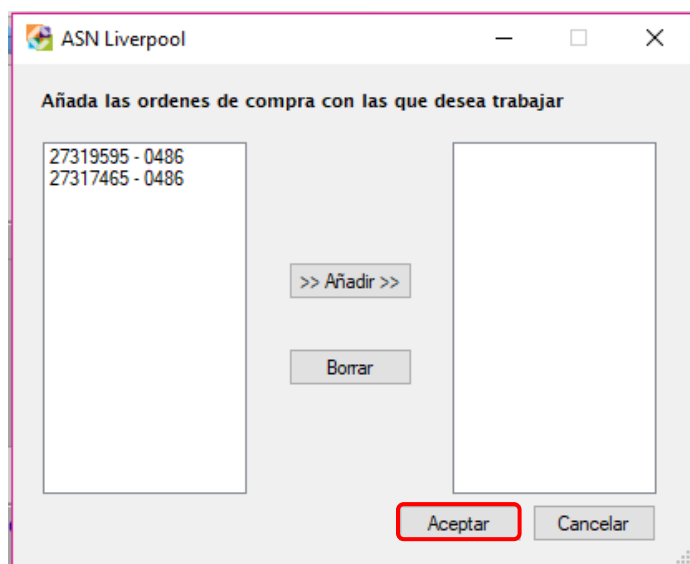 ASN Liverpool
Añada las ordenes de compra con las que desea trabajar
27319595 - 0486
27317465 - 0486
>> Añadir >>
Borrar
Aceptar
Cancelar